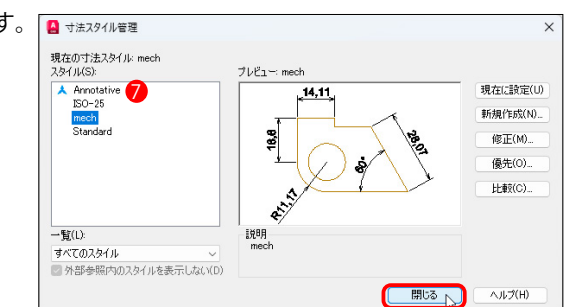 す。
寸法スタイル管理
現在の寸法スタイル: mech
スタイル(S):
Annotative
ISO-25
mech
Standard
7
プレビュー: mech
14,11
18,8
R11,17
60°
28,07
現在に設定(U)
新規作成(N)...
修正(M)...
優先(O)...
比較(C)...
一覧(L):
すべてのスタイル
外部参照内のスタイルを表示しない(D)
説明
mech
閉じる
ヘルプ(H)